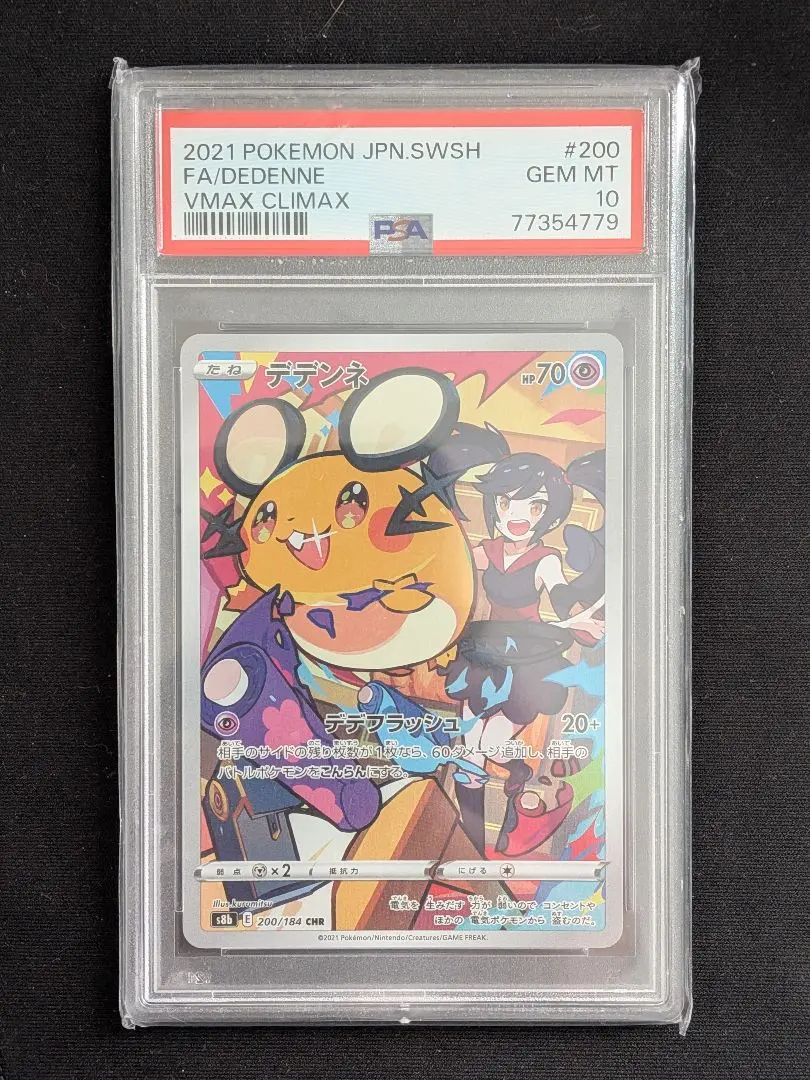 2021 POKEMON JPN.SWSH #200
FA/DEDENNE GEM MT
VMAX CLIMAX 10
PSA 77354779
たね デデンネ HP 70
デデフラッシュ 20+
相手のサイドの残り枚数が1枚なら、60ダメージ追加し、相手の
バトルポケモンをこんらんにする。
弱点 ×2 抵抗力 にげる
Illus. kurumitsu
電気を 生みだす 力が 弱いので コンセントや
s8b E 200/184 CHR
ほかの 電気ポケモンから 盗むのだ。
©2021 Pokémon/Nintendo/Creatures/GAME FREAK.